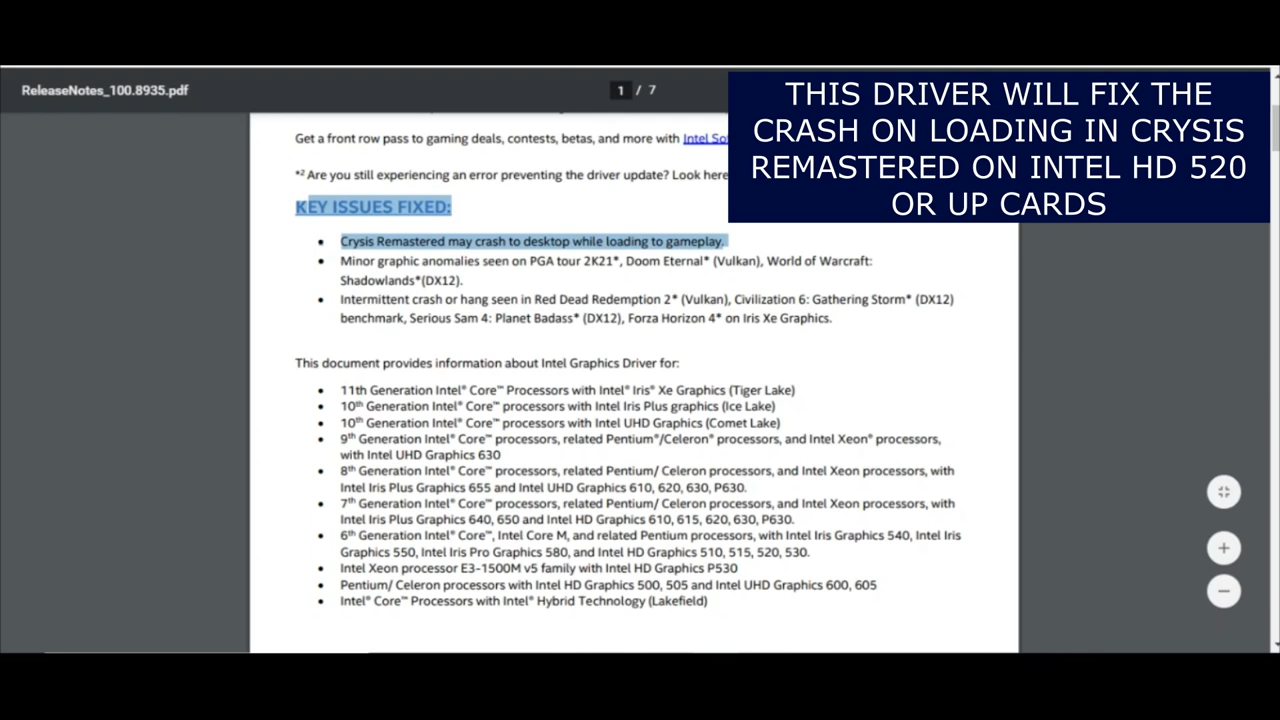 ReleaseNotes_100.8935.pdf
1 / 7
THIS DRIVER WILL FIX THE
CRASH ON LOADING IN CRYSIS
REMASTERED ON INTEL HD 520
OR UP CARDS
Get a front row pass to gaming deals, contests, betas, and more with Intel So
*² Are you still experiencing an error preventing the driver update? Look here
KEY ISSUES FIXED:
• Crysis Remastered may crash to desktop while loading to gameplay.
• Minor graphic anomalies seen on PGA tour 2K21*, Doom Eternal* (Vulkan), World of Warcraft:
Shadowlands*(DX12).
• Intermittent crash or hang seen in Red Dead Redemption 2* (Vulkan), Civilization 6: Gathering Storm* (DX12)
benchmark, Serious Sam 4: Planet Badass* (DX12), Forza Horizon 4* on Iris Xe Graphics.
This document provides information about Intel Graphics Driver for:
• 11th Generation Intel® Core™ Processors with Intel® Iris® Xe Graphics (Tiger Lake)
• 10th Generation Intel® Core™ processors with Intel Iris Plus graphics (Ice Lake)
• 10th Generation Intel® Core™ processors with Intel UHD Graphics (Comet Lake)
• 9th Generation Intel® Core™ processors, related Pentium®/Celeron® processors, and Intel Xeon® processors,
with Intel UHD Graphics 630
• 8th Generation Intel® Core™ processors, related Pentium/ Celeron processors, and Intel Xeon processors, with
Intel Iris Plus Graphics 655 and Intel UHD Graphics 610, 620, 630, P630.
• 7th Generation Intel® Core™ processors, related Pentium/ Celeron processors, and Intel Xeon processors, with
Intel Iris Plus Graphics 640, 650 and Intel HD Graphics 610, 615, 620, 630, P630.
• 6th Generation Intel® Core™, Intel Core M, and related Pentium processors, with Intel Iris Graphics 540, Intel Iris
Graphics 550, Intel Iris Pro Graphics 580, and Intel HD Graphics 510, 515, 520, 530.
• Intel Xeon processor E3-1500M v5 family with Intel HD Graphics P530
• Pentium/ Celeron processors with Intel HD Graphics 500, 505 and Intel UHD Graphics 600, 605
• Intel® Core™ Processors with Intel® Hybrid Technology (Lakefield)